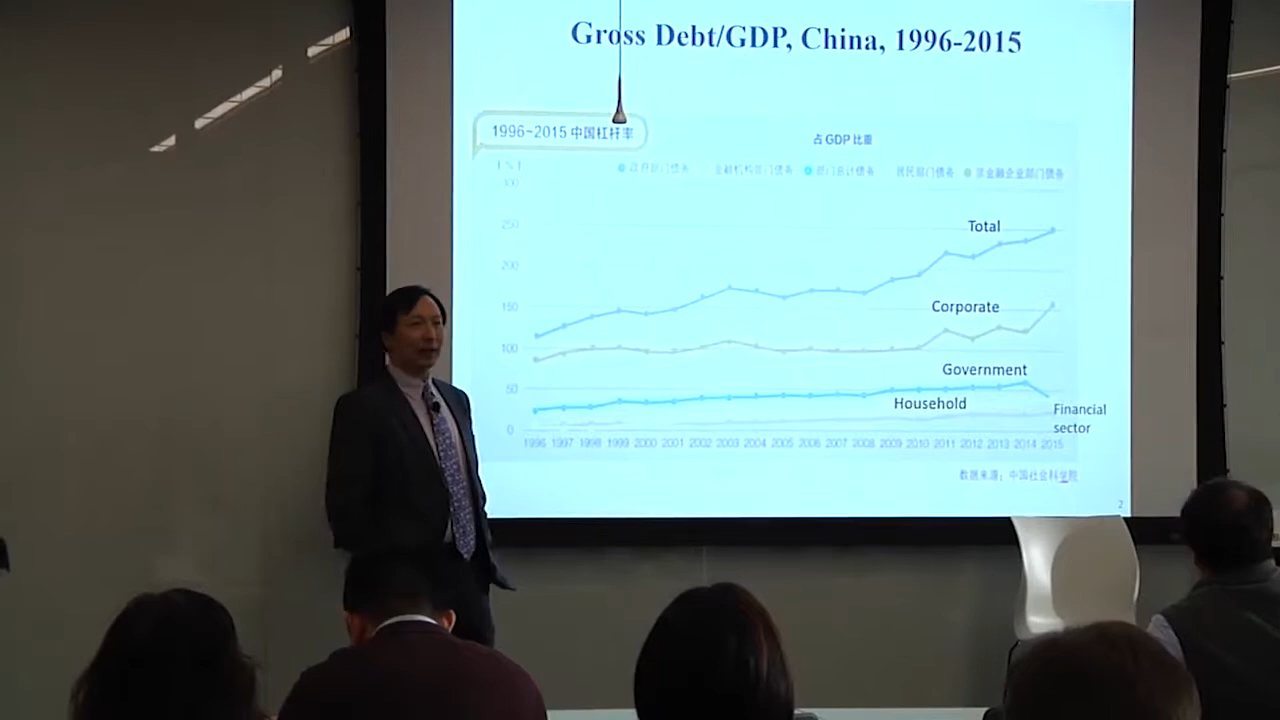 Gross Debt/GDP, China, 1996-2015
1996~2015 中国杠杆率
占 GDP 比重
政府部门债务 金融机构部门债务 部门总计债务 居民部门债务 非金融企业部门债务
300
250
Total
200
150
Corporate
100
Government
50
Household
Financial
sector
0
1996 1997 1998 1999 2000 2001 2002 2003 2004 2005 2006 2007 2008 2009 2010 2011 2012 2013 2014 2015
数据来源：中国社会科学院
2